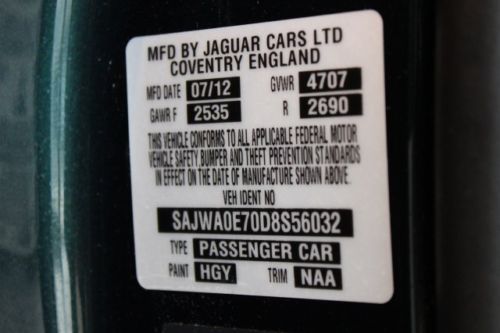 MFD BY JAGUAR CARS LTD
COVENTRY ENGLAND
MFD DATE 07/12 GVWR 4707
GAWR F 2535 R 2690
THIS VEHICLE CONFORMS TO ALL APPLICABLE FEDERAL MOTOR
VEHICLE SAFETY, BUMPER AND THEFT PREVENTION STANDARDS
IN EFFECT ON THE DATE OF MANUFACTURE SHOWN ABOVE.
VEH IDENT NO
SAJWA0E70D8S56032
TYPE PASSENGER CAR
PAINT HGY TRIM NAA